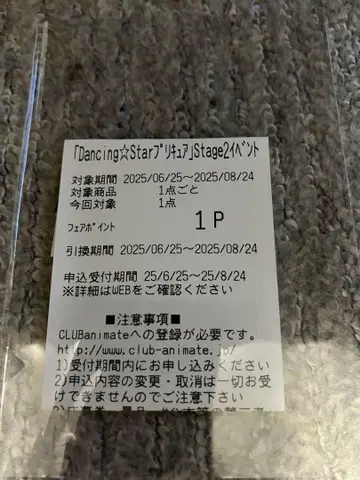 「Dancing☆Starプリキュア」Stage2イベント
対象期間 2025/06/25～2025/08/24
対象商品 1点ごと
今回対象 1点
フェアポイント 1P
引換期間 2025/06/25～2025/08/24
申込受付期間 25/6/25～25/8/24
※詳細はWEBをご確認ください
■注意事項■
CLUBanimateへの登録が必要です。
http://www.club-animate.jp/
1)受付期間内にお申し込みください
2)申込内容の変更・取消は一切お受
けできませんのでご注意下さい